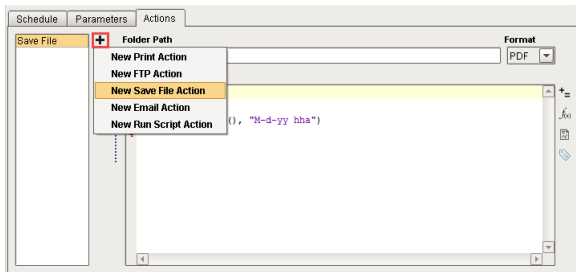 Schedule Parameters Actions
Save File + Folder Path Format
PDF
New Print Action
New FTP Action
New Save File Action
New Email Action
New Run Script Action
(), "M-d-yy hha")
f(x)